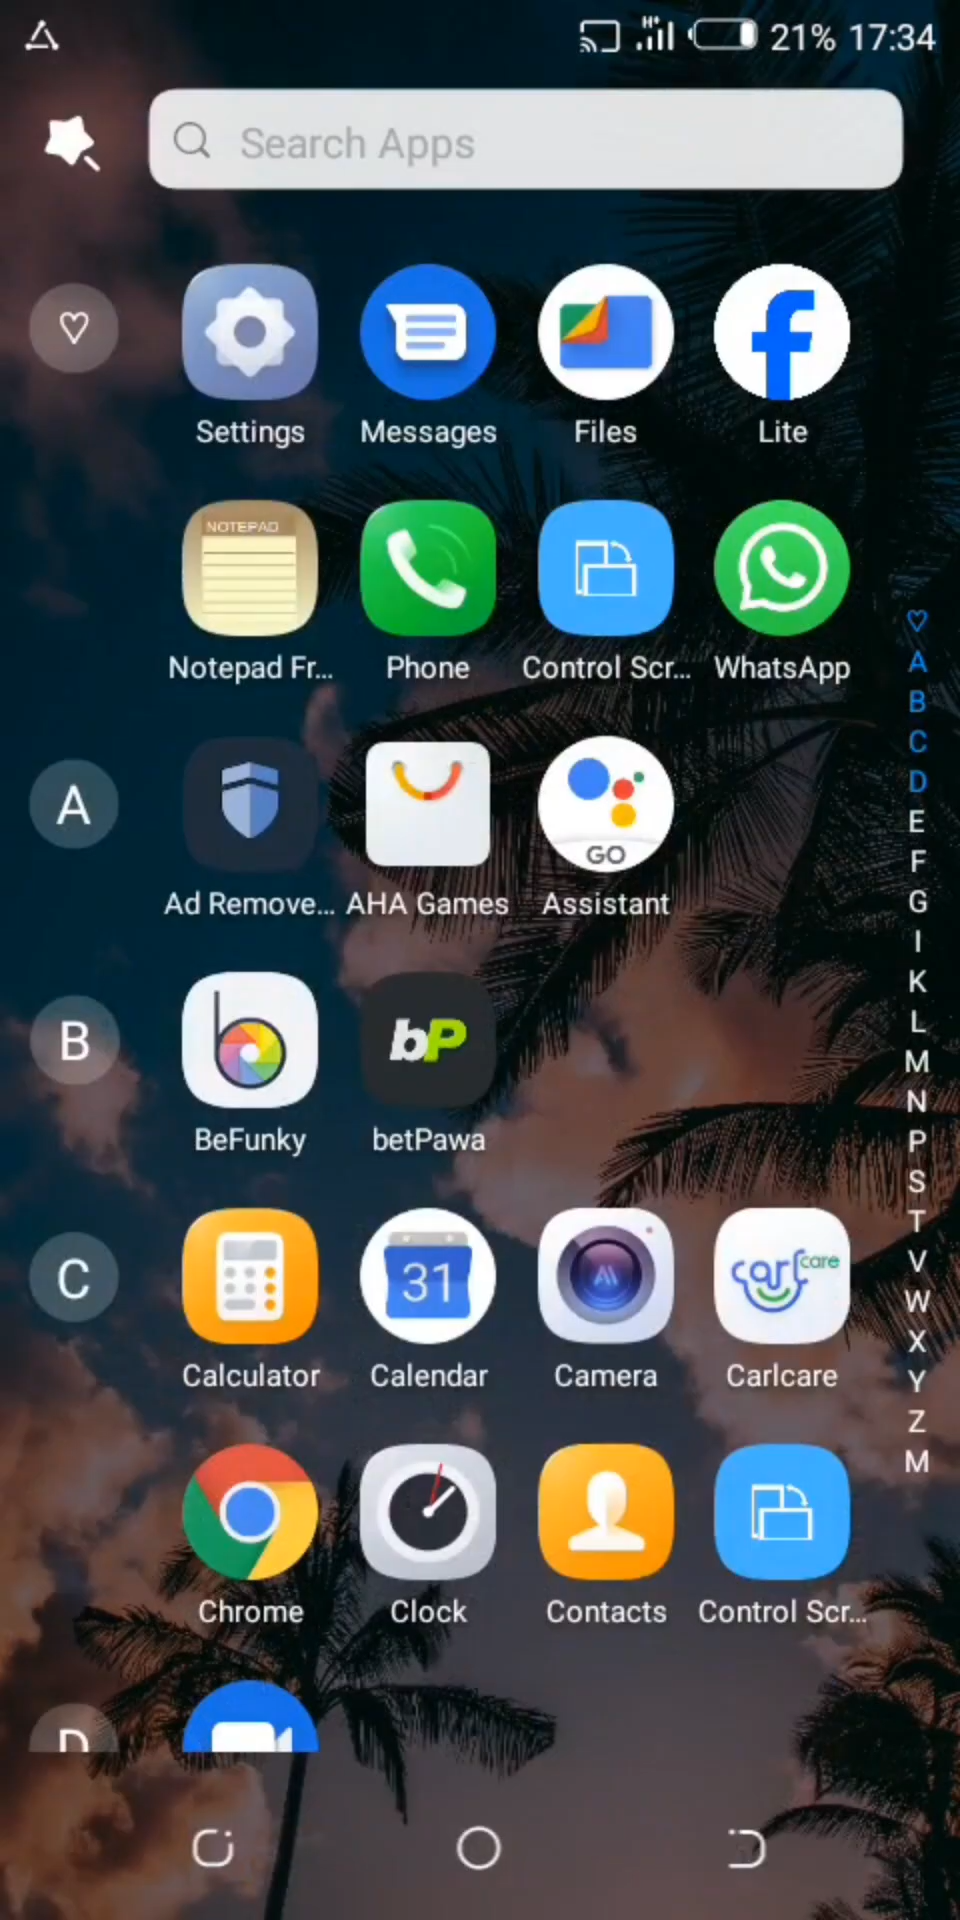 H+ 21% 17:34
Search Apps
Settings Messages Files Lite
NOTEPAD
Notepad Fr... Phone Control Scr... WhatsApp
A
GO
Ad Remove... AHA Games Assistant
B
bP
BeFunky betPawa
C
31
carlcare
Calculator Calendar Camera Carlcare
Chrome Clock Contacts Control Scr...
D
A
B
C
D
E
F
G
I
K
L
M
N
P
S
T
V
W
X
Y
Z
M